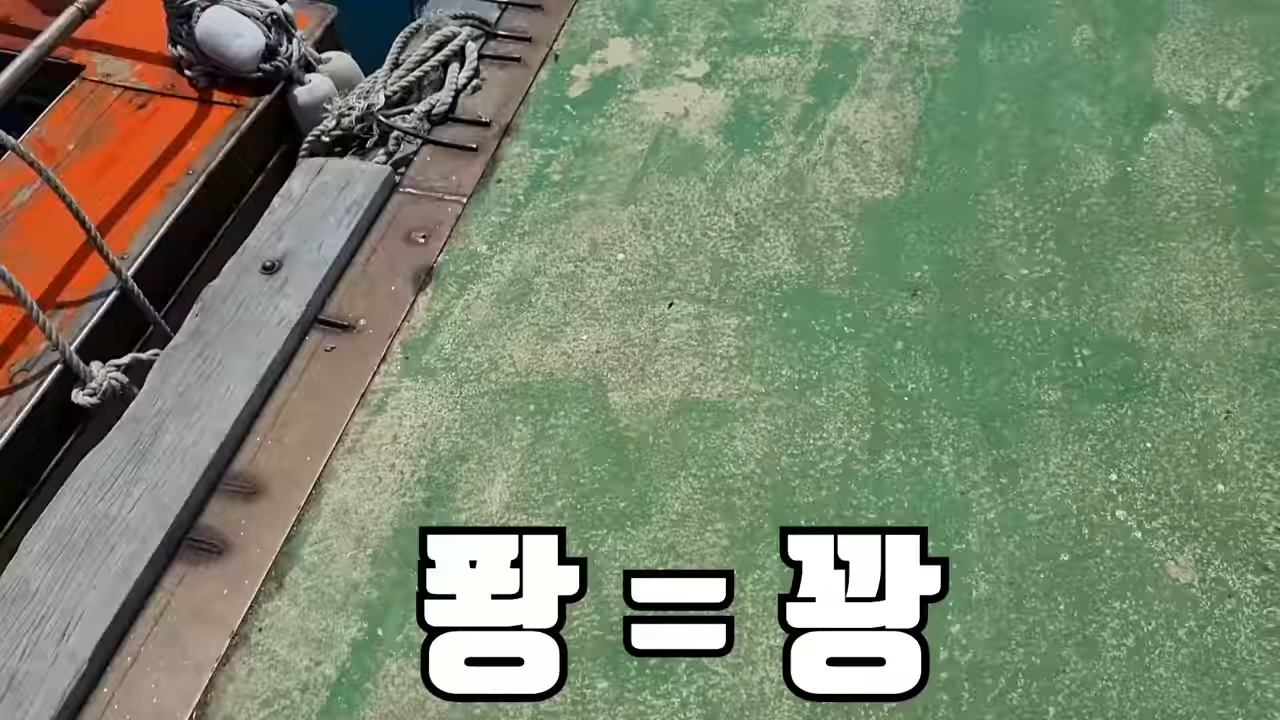 퐝 = 꽝